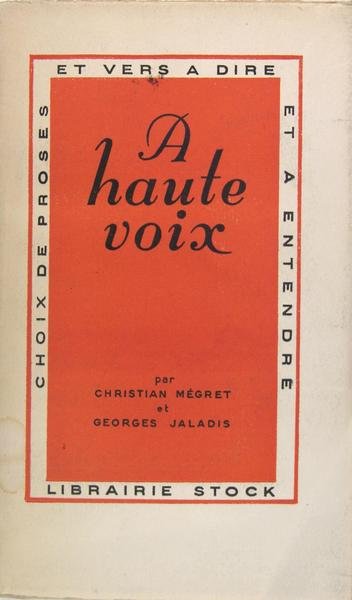 CHOIX DE PROSES
ET VERS A DIRE
ET A ENTENDRE
A
haute
voix
par
CHRISTIAN MÉGRET
et
GEORGES JALADIS
LIBRAIRIE STOCK